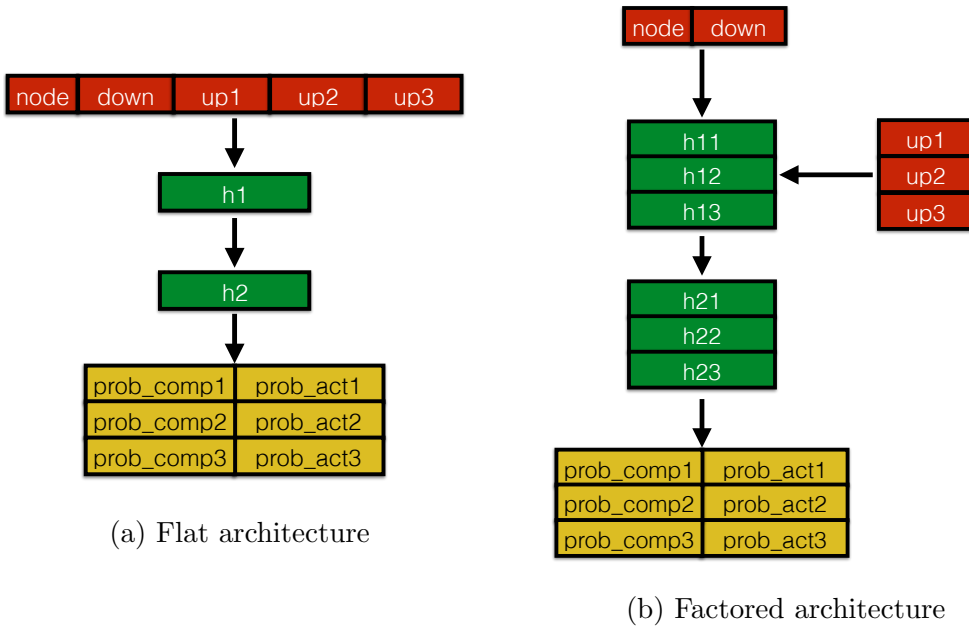 node down up1 up2 up3
h1
h2
prob_comp1 prob_act1
prob_comp2 prob_act2
prob_comp3 prob_act3
(a) Flat architecture
node down
h11
h12
h13
up1
up2
up3
h21
h22
h23
prob_comp1 prob_act1
prob_comp2 prob_act2
prob_comp3 prob_act3
(b) Factored architecture